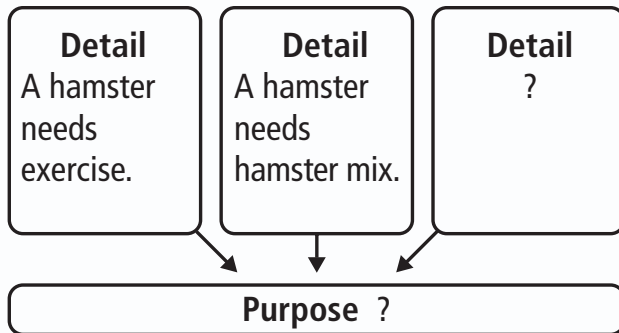 Detail
A hamster
needs
exercise.
Detail
A hamster
needs
hamster mix.
Detail
?
Purpose ?